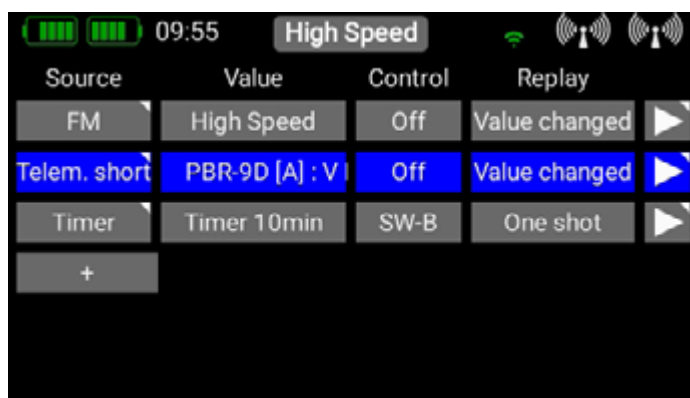 09:55 High Speed
Source Value Control Replay
FM High Speed Off Value changed
Telem. short PBR-9D [A] : V Off Value changed
Timer Timer 10min SW-B One shot
+